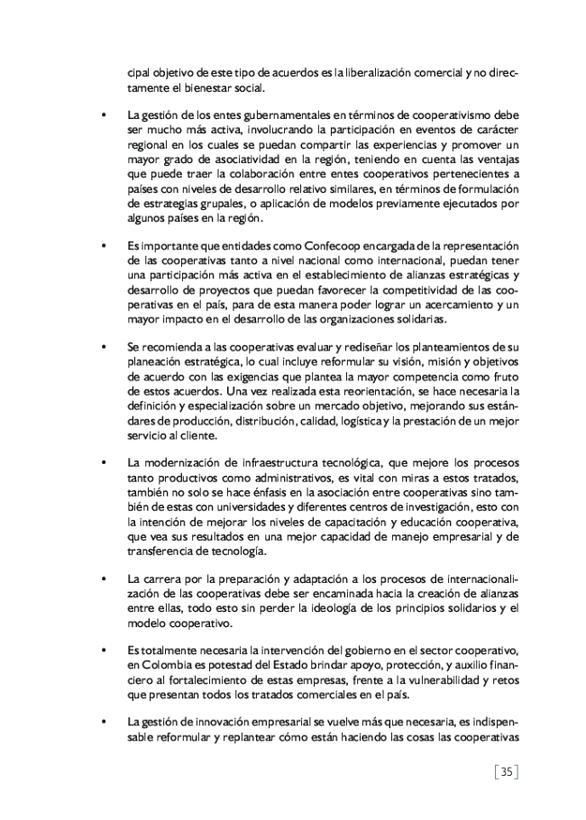 cipal objetivo de este tipo de acuerdos es la liberalización comercial y no direc-
tamente el bienestar social.
• La gestión de los entes gubernamentales en términos de cooperativismo debe
ser mucho más activa, involucrando la participación en eventos de carácter
regional en los cuales se puedan compartir las experiencias y promover un
mayor grado de asociatividad en la región, teniendo en cuenta las ventajas
que puede traer la colaboración entre entes cooperativos pertenecientes a
países con niveles de desarrollo relativo similares, en términos de formulación
de estrategias grupales, o aplicación de modelos previamente ejecutados por
algunos países en la región.
• Es importante que entidades como Confecoop encargada de la representación
de las cooperativas tanto a nivel nacional como internacional, puedan tener
una participación más activa en el establecimiento de alianzas estratégicas y
desarrollo de proyectos que puedan favorecer la competitividad de las coo-
perativas en el país, para de esta manera poder lograr un acercamiento y un
mayor impacto en el desarrollo de las organizaciones solidarias.
• Se recomienda a las cooperativas evaluar y rediseñar los planteamientos de su
planeación estratégica, lo cual incluye reformular su visión, misión y objetivos
de acuerdo con las exigencias que plantea la mayor competencia como fruto
de estos acuerdos. Una vez realizada esta reorientación, se hace necesaria la
definición y especialización sobre un mercado objetivo, mejorando sus están-
dares de producción, distribución, calidad, logística y la prestación de un mejor
servicio al cliente.
• La modernización de infraestructura tecnológica, que mejore los procesos
tanto productivos como administrativos, es vital con miras a estos tratados,
también no solo se hace énfasis en la asociación entre cooperativas sino tam-
bién de estas con universidades y diferentes centros de investigación, esto con
la intención de mejorar los niveles de capacitación y educación cooperativa,
que vea sus resultados en una mejor capacidad de manejo empresarial y de
transferencia de tecnología.
• La carrera por la preparación y adaptación a los procesos de internacionali-
zación de las cooperativas debe ser encaminada hacia la creación de alianzas
entre ellas, todo esto sin perder la ideología de los principios solidarios y el
modelo cooperativo.
• Es totalmente necesaria la intervención del gobierno en el sector cooperativo,
en Colombia es potestad del Estado brindar apoyo, protección, y auxilio finan-
ciero al fortalecimiento de estas empresas, frente a la vulnerabilidad y retos
que presentan todos los tratados comerciales en el país.
• La gestión de innovación empresarial se vuelve más que necesaria, es indispen-
sable reformular y replantear cómo están haciendo las cosas las cooperativas
[35]